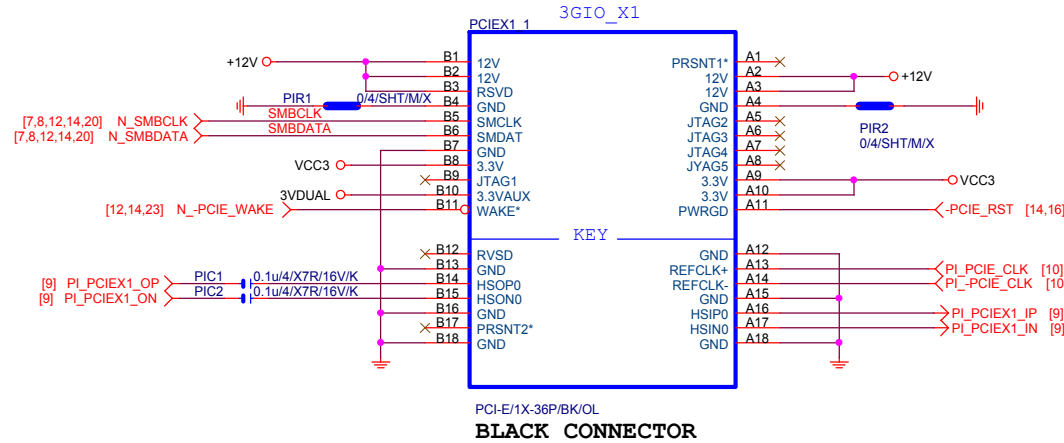 3GIO_X1
PCIEX1_1
+12V B1 12V PRSNT1* A1
B2 12V 12V A2 +12V
B3 RSVD 12V A3
PIR1 0/4/SHT/M/X B4 GND GND A4
[7,8,12,14,20] N_SMBCLK SMBCLK B5 SMCLK JTAG2 A5
[7,8,12,14,20] N_SMBDATA SMBDATA B6 SMDAT JTAG3 A6 PIR2
B7 GND JTAG4 A7 0/4/SHT/M/X
VCC3 B8 3.3V JYAG5 A8
B9 JTAG1 3.3V A9 VCC3
3VDUAL B10 3.3VAUX 3.3V A10
[12,14,23] N_-PCIE_WAKE B11 WAKE* PWRGD A11 -PCIE_RST [14,16]
KEY
B12 RVSD GND A12
B13 GND REFCLK+ A13 PI_PCIE_CLK [10]
[9] PI_PCIEX1_OP PIC1 0.1u/4/X7R/16V/K B14 HSOP0 REFCLK- A14 PI_-PCIE_CLK [10
[9] PI_PCIEX1_ON PIC2 0.1u/4/X7R/16V/K B15 HSON0 GND A15
B16 GND HSIP0 A16 PI_PCIEX1_IP [9]
B17 PRSNT2* HSIN0 A17 PI_PCIEX1_IN [9]
B18 GND GND A18
PCI-E/1X-36P/BK/OL
BLACK CONNECTOR